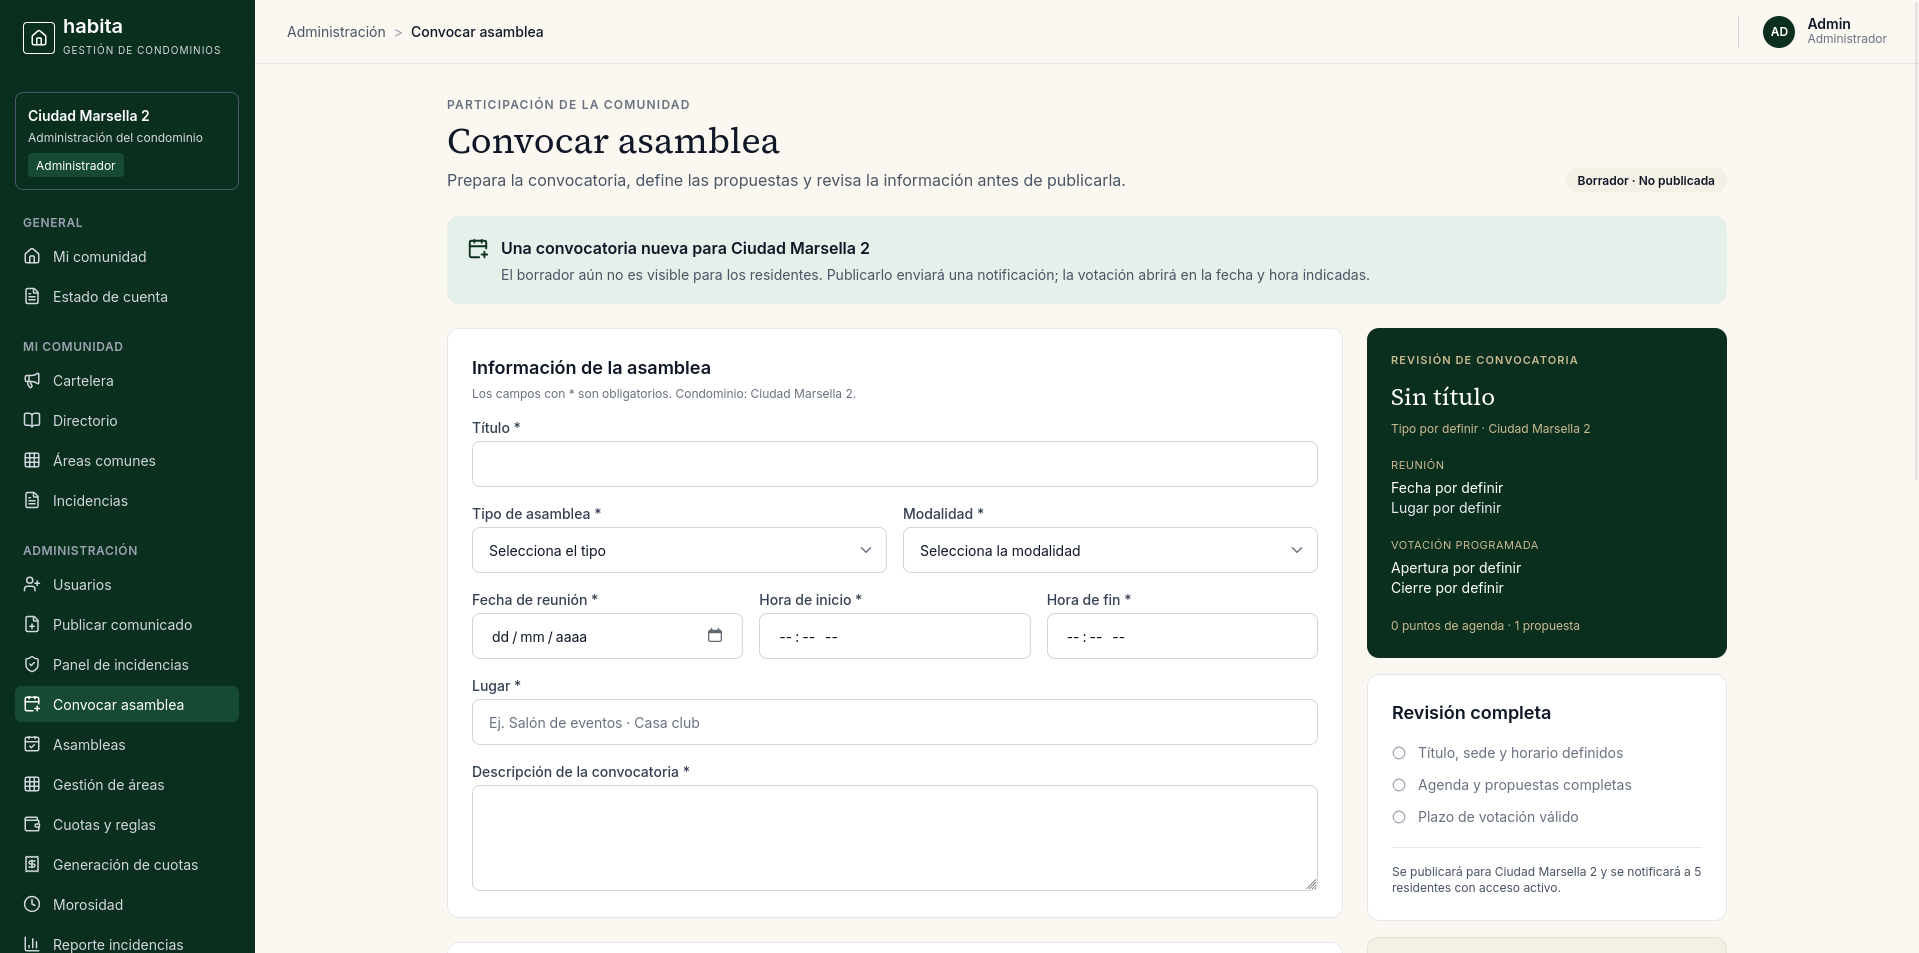 habita
GESTIÓN DE CONDOMINIOS
Ciudad Marsella 2
Administración del condominio
Administrador
GENERAL
Mi comunidad
Estado de cuenta
MI COMUNIDAD
Cartelera
Directorio
Áreas comunes
Incidencias
ADMINISTRACIÓN
Usuarios
Publicar comunicado
Panel de incidencias
Convocar asamblea
Asambleas
Gestión de áreas
Cuotas y reglas
Generación de cuotas
Morosidad
Reporte incidencias
Administración > Convocar asamblea
AD
Admin
Administrador
PARTICIPACIÓN DE LA COMUNIDAD
Convocar asamblea
Prepara la convocatoria, define las propuestas y revisa la información antes de publicarla.
Borrador · No publicada
Una convocatoria nueva para Ciudad Marsella 2
El borrador aún no es visible para los residentes. Publicarlo enviará una notificación; la votación abrirá en la fecha y hora indicadas.
Información de la asamblea
Los campos con * son obligatorios. Condominio: Ciudad Marsella 2.
Título *
Tipo de asamblea * Modalidad *
Selecciona el tipo Selecciona la modalidad
Fecha de reunión * Hora de inicio * Hora de fin *
dd/mm/aaaa --:-- -- --:-- --
Lugar *
Ej. Salón de eventos · Casa club
Descripción de la convocatoria *
REVISIÓN DE CONVOCATORIA
Sin título
Tipo por definir · Ciudad Marsella 2
REUNIÓN
Fecha por definir
Lugar por definir
VOTACIÓN PROGRAMADA
Apertura por definir
Cierre por definir
0 puntos de agenda · 1 propuesta
Revisión completa
Título, sede y horario definidos
Agenda y propuestas completas
Plazo de votación válido
Se publicará para Ciudad Marsella 2 y se notificará a 5
residentes con acceso activo.